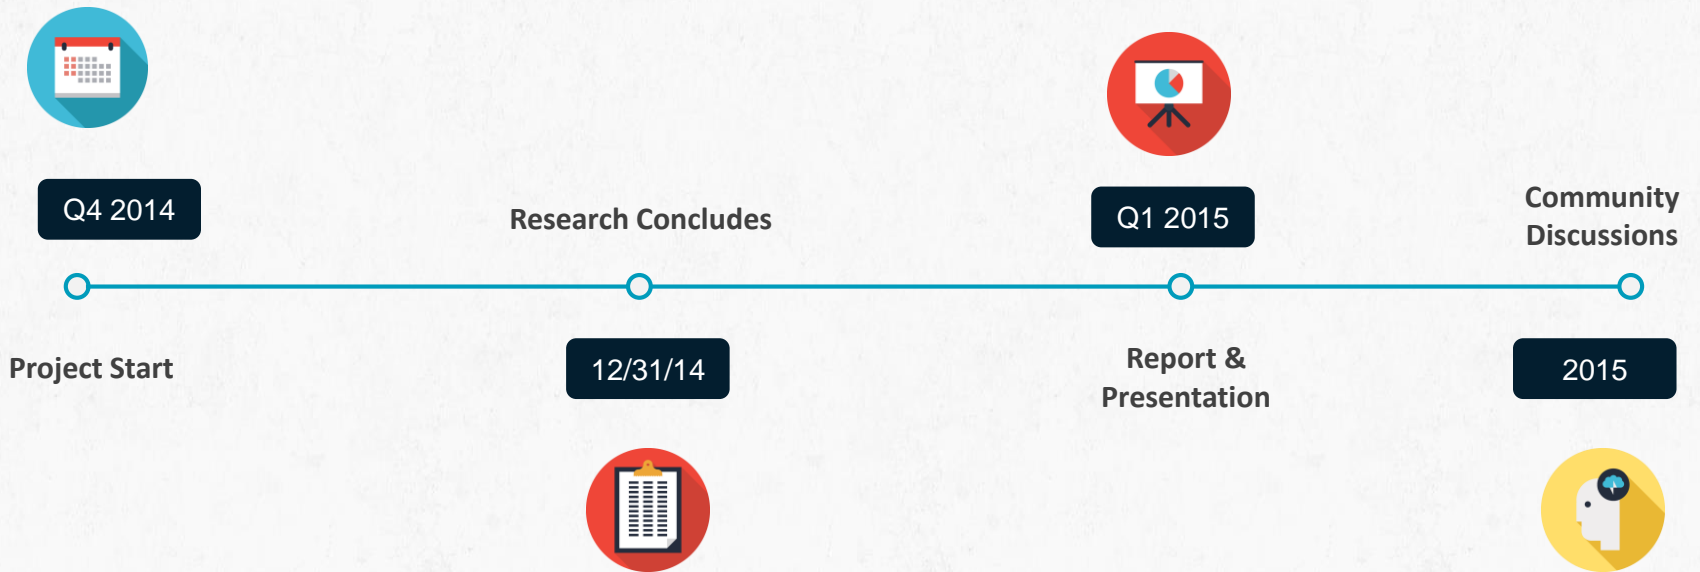 Q4 2014
Project Start
Research Concludes
12/31/14
Q1 2015
Report &
Presentation
Community
Discussions
2015